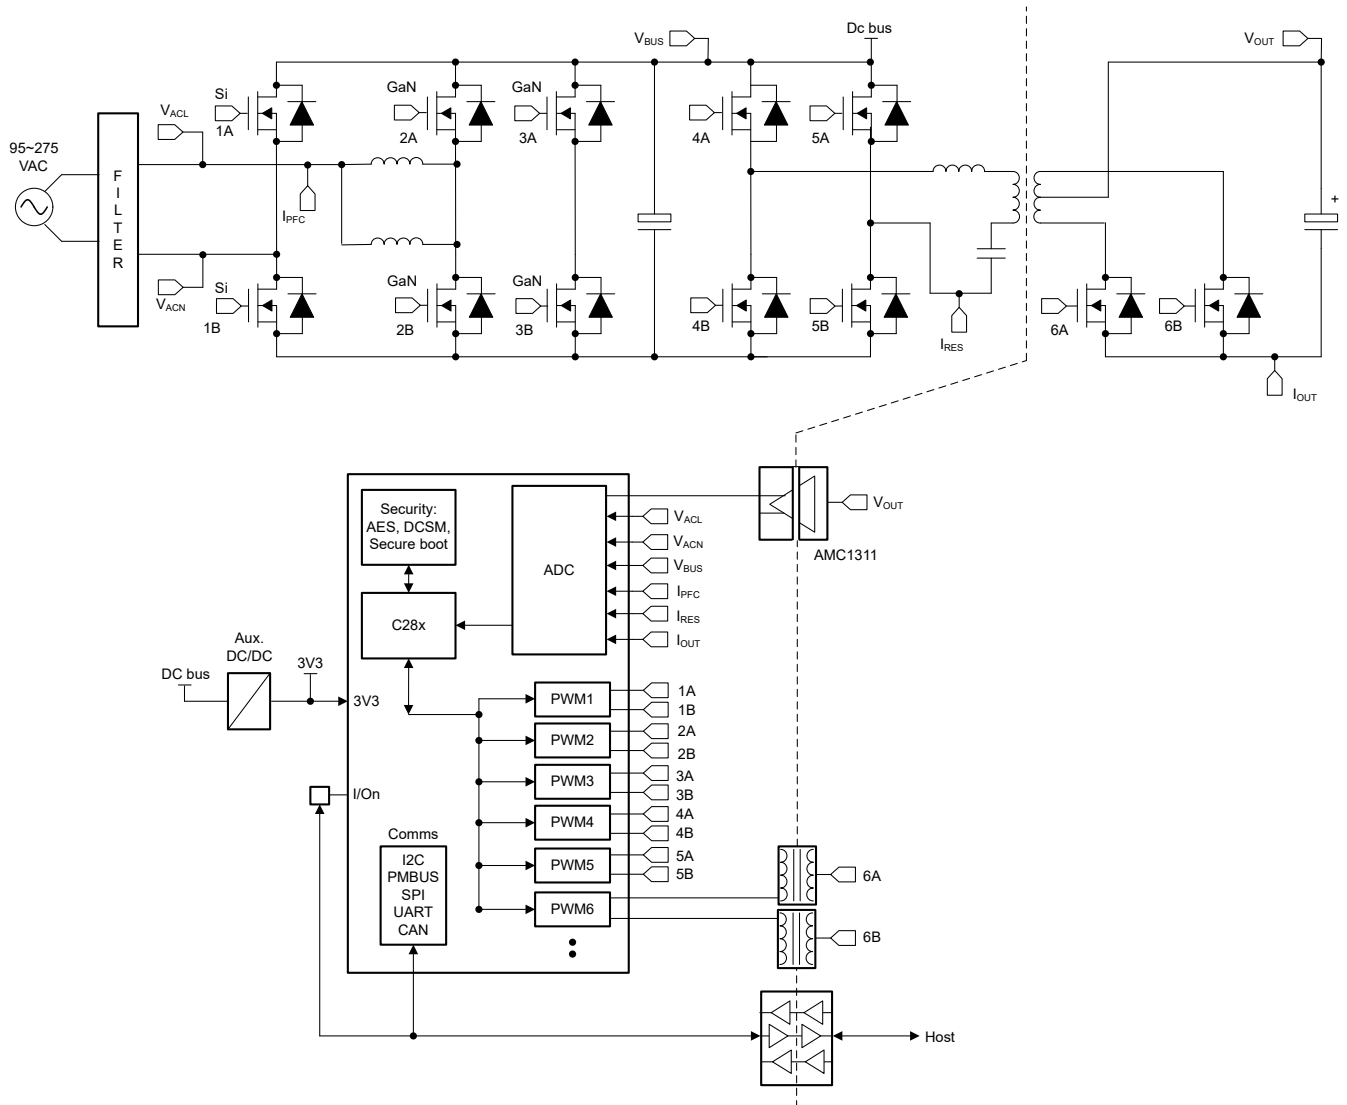 Dc bus
VBUS
VOUT
Si
GaN
GaN
VACL
1A
2A
3A
4A
5A
95~275
VAC
FILTER
IPFC
+
Si
GaN
GaN
VACN
1B
2B
3B
4B
5B
6A
6B
IRES
IOUT
Security:
AES, DCSM,
Secure boot
ADC
VOUT
VACL
VACN
VBUS
IPFC
IRES
IOUT
AMC1311
C28x
Aux.
DC/DC
DC bus
3V3
3V3
PWM1
1A
1B
PWM2
2A
2B
PWM3
3A
3B
I/On
PWM4
4A
4B
Comms
I2C
PMBUS
SPI
UART
CAN
PWM5
5A
5B
PWM6
6A
6B
Host